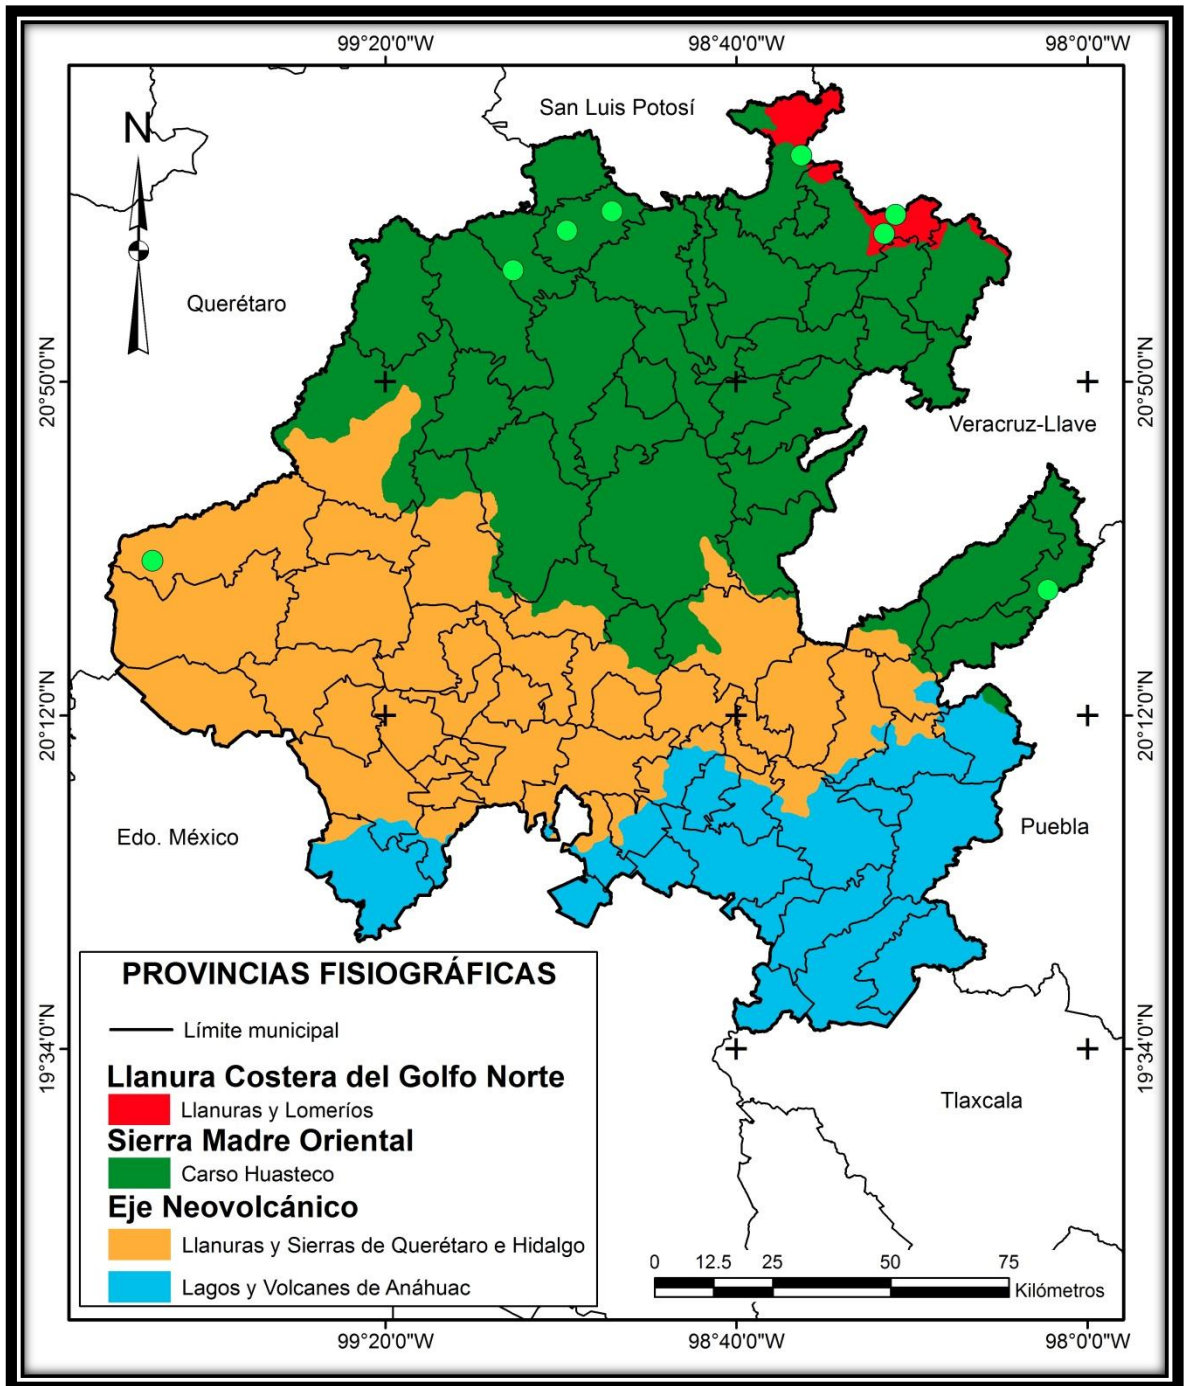 99°20'0"W
98°40'0"W
98°0'0"W
San Luis Potosí
N
Querétaro
20°50'0"N
20°50'0"N
Veracruz-Llave
20°12'0"N
20°12'0"N
Edo. México
Puebla
PROVINCIAS FISIOGRÁFICAS
Límite municipal
Llanura Costera del Golfo Norte
Llanuras y Lomeríos
Sierra Madre Oriental
Carso Huasteco
Eje Neovolcánico
Llanuras y Sierras de Querétaro e Hidalgo
Lagos y Volcanes de Anáhuac
19°34'0"N
19°34'0"N
Tlaxcala
0 12.5 25 50 75
Kilómetros
99°20'0"W
98°40'0"W
98°0'0"W